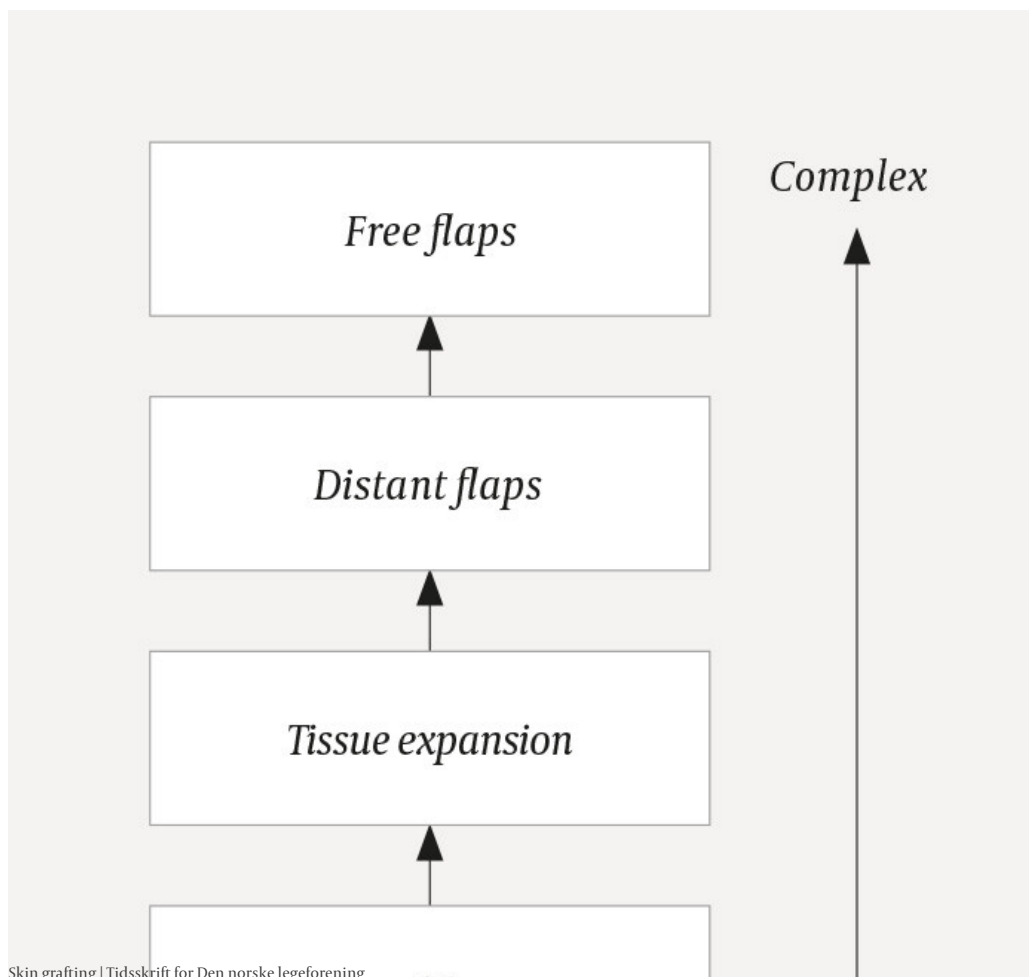 Free flaps
Complex
Distant flaps
Tissue expansion
Skin grafting | Tidsskrift for Den norske legeforening